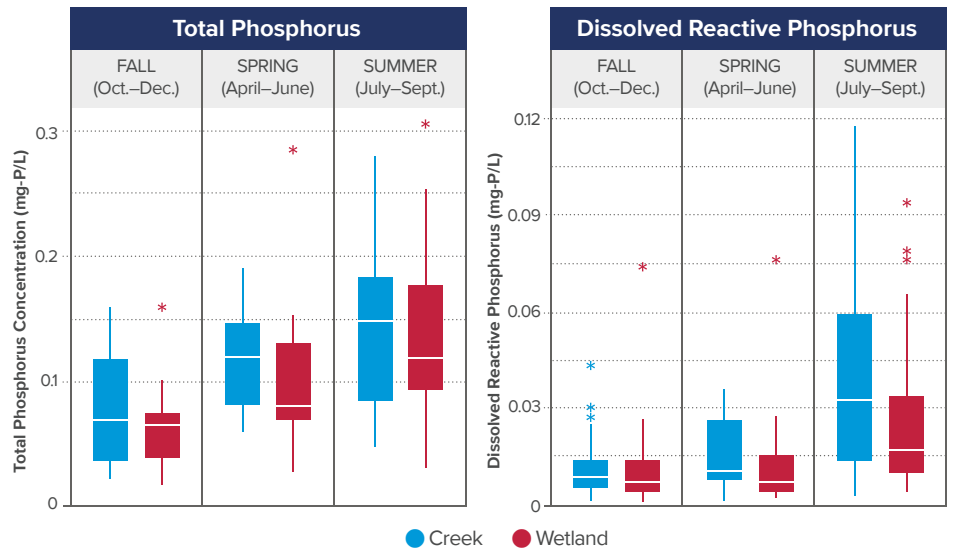 Total Phosphorus
FALL
(Oct.–Dec.)
SPRING
(April–June)
SUMMER
(July–Sept.)
Total Phosphorus Concentration (mg-P/L)
0.3
0.2
0.1
0
Dissolved Reactive Phosphorus
FALL
(Oct.–Dec.)
SPRING
(April–June)
SUMMER
(July–Sept.)
Dissolved Reactive Phosphorus (mg-P/L)
0.12
0.09
0.06
0.03
0
Creek
Wetland